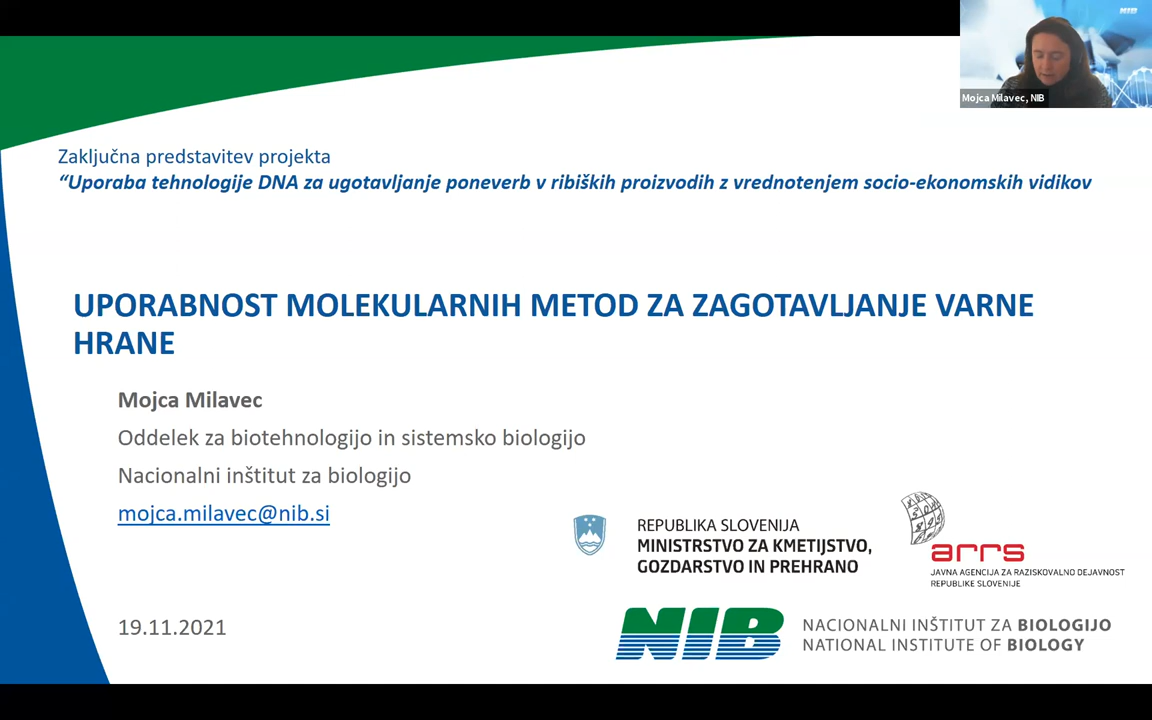 NIB
Mojca Milavec, NIB
Zaključna predstavitev projekta
“Uporaba tehnologije DNA za ugotavljanje poneverb v ribiških proizvodih z vrednotenjem socio-ekonomskih vidikov
UPORABNOST MOLEKULARNIH METOD ZA ZAGOTAVLJANJE VARNE
HRANE
Mojca Milavec
Oddelek za biotehnologijo in sistemsko biologijo
Nacionalni inštitut za biologijo
mojca.milavec@nib.si
REPUBLIKA SLOVENIJA
MINISTRSTVO ZA KMETIJSTVO,
GOZDARSTVO IN PREHRANO
arrs
JAVNA AGENCIJA ZA RAZISKOVALNO DEJAVNOST
REPUBLIKE SLOVENIJE
19.11.2021
NIB
NACIONALNI INŠTITUT ZA BIOLOGIJO
NATIONAL INSTITUTE OF BIOLOGY